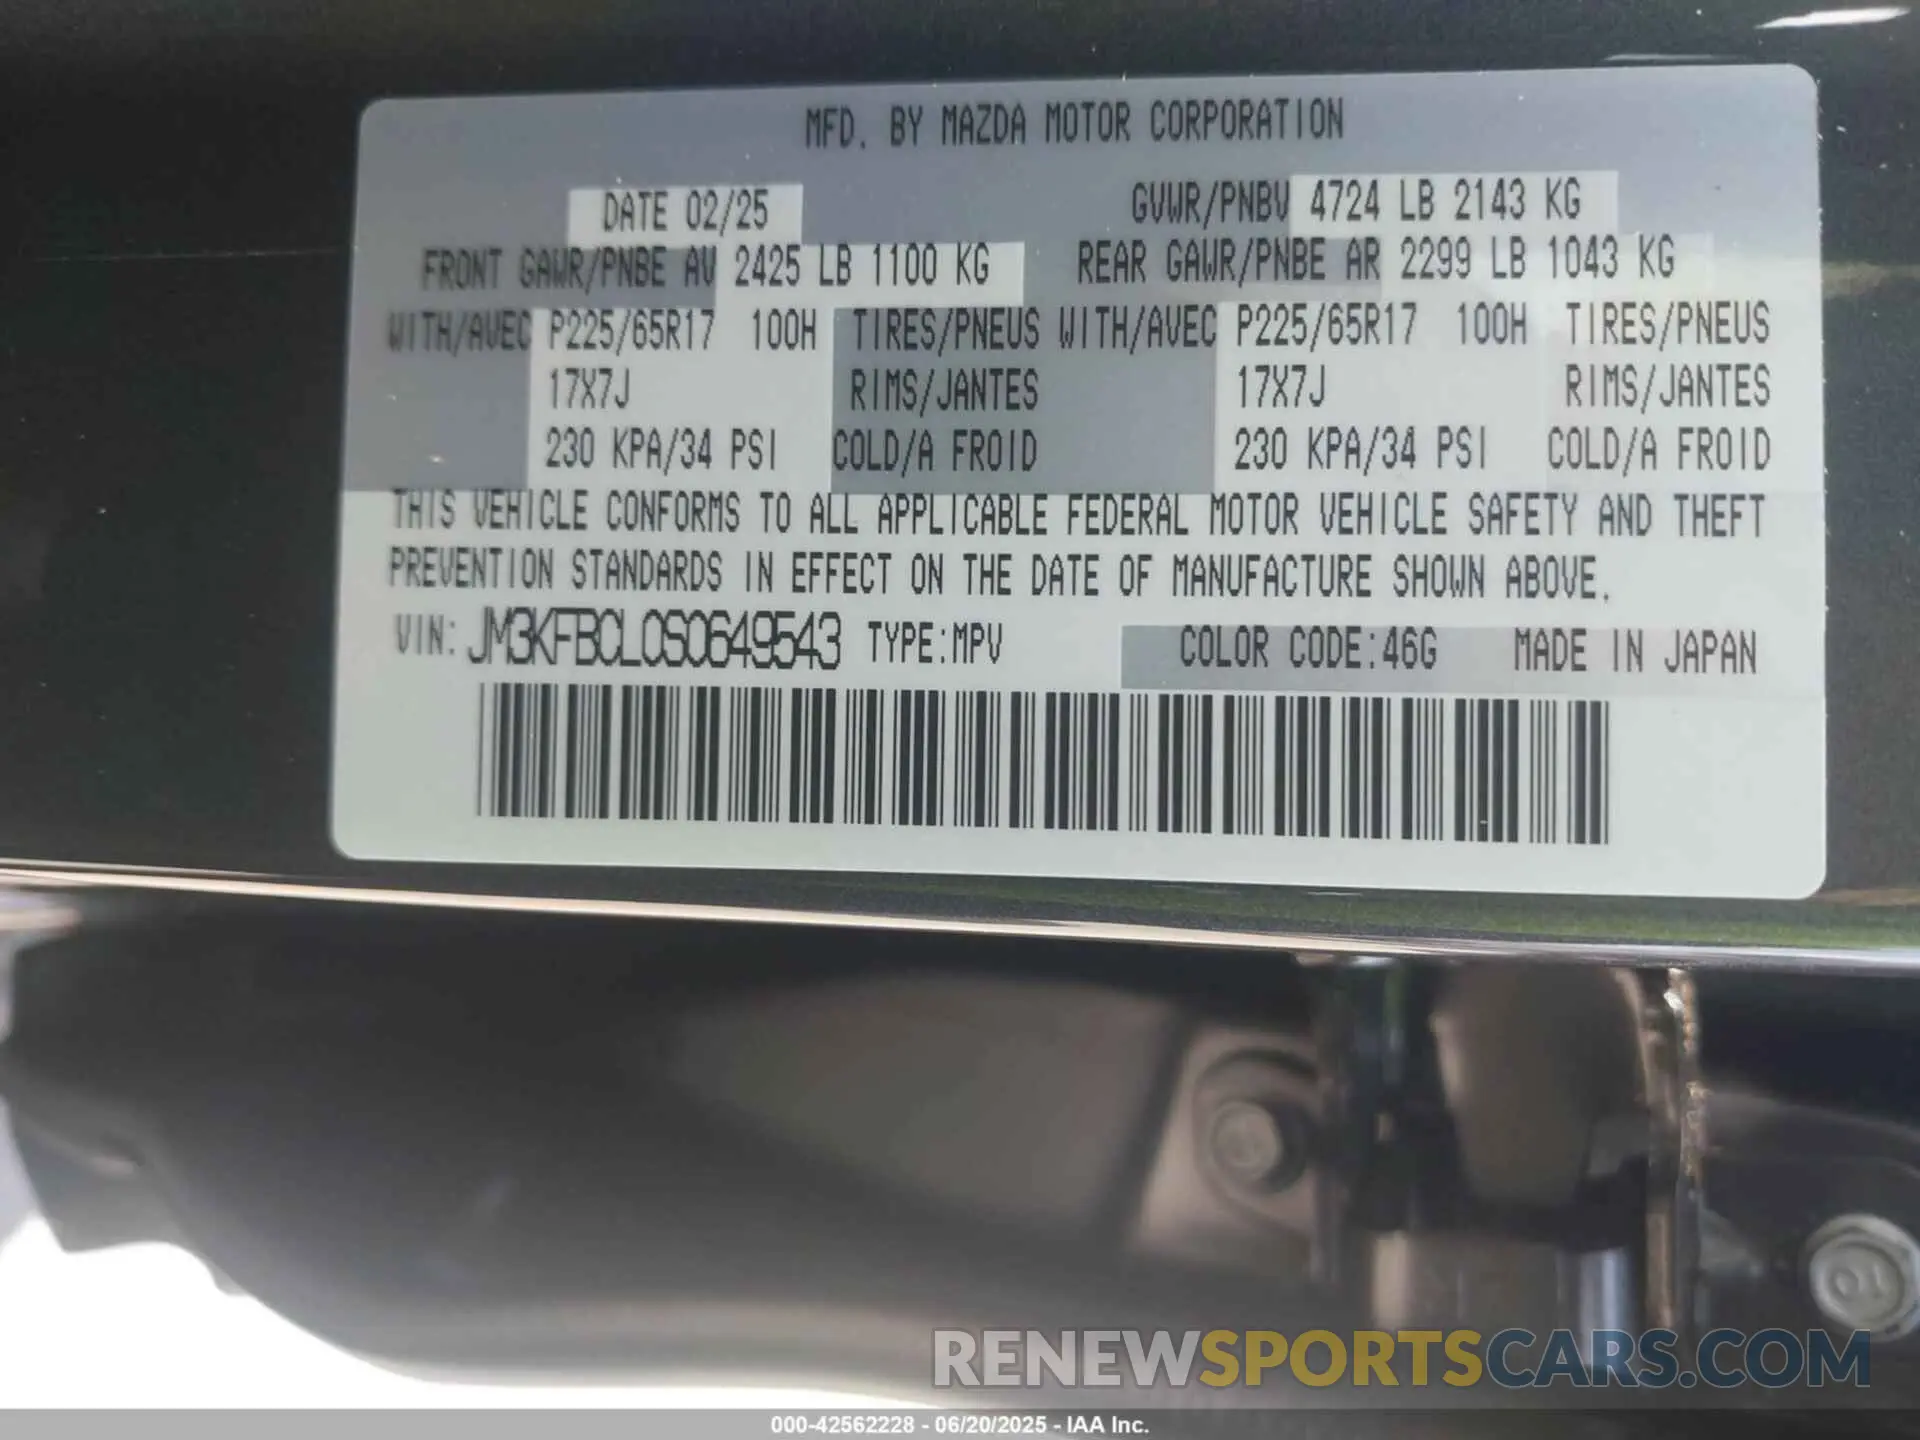 MFD. BY MAZDA MOTOR CORPORATION
DATE 02/25 GVWR/PNBV 4724 LB 2143 KG
FRONT GAWR/PNBE AV 2425 LB 1100 KG REAR GAWR/PNBE AR 2299 LB 1043 KG
WITH/AVEC P225/65R17 100H TIRES/PNEUS WITH/AVEC P225/65R17 100H TIRES/PNEUS
17X7J RIMS/JANTES 17X7J RIMS/JANTES
230 KPA/34 PSI COLD/A FROID 230 KPA/34 PSI COLD/A FROID
THIS VEHICLE CONFORMS TO ALL APPLICABLE FEDERAL MOTOR VEHICLE SAFETY AND THEFT
PREVENTION STANDARDS IN EFFECT ON THE DATE OF MANUFACTURE SHOWN ABOVE.
VIN: JM3KFBCL0S0649543 TYPE:MPV COLOR CODE:46G MADE IN JAPAN
RENEWSPORTSCARS.COM
000-42562228 - 06/20/2025 - IAA Inc.